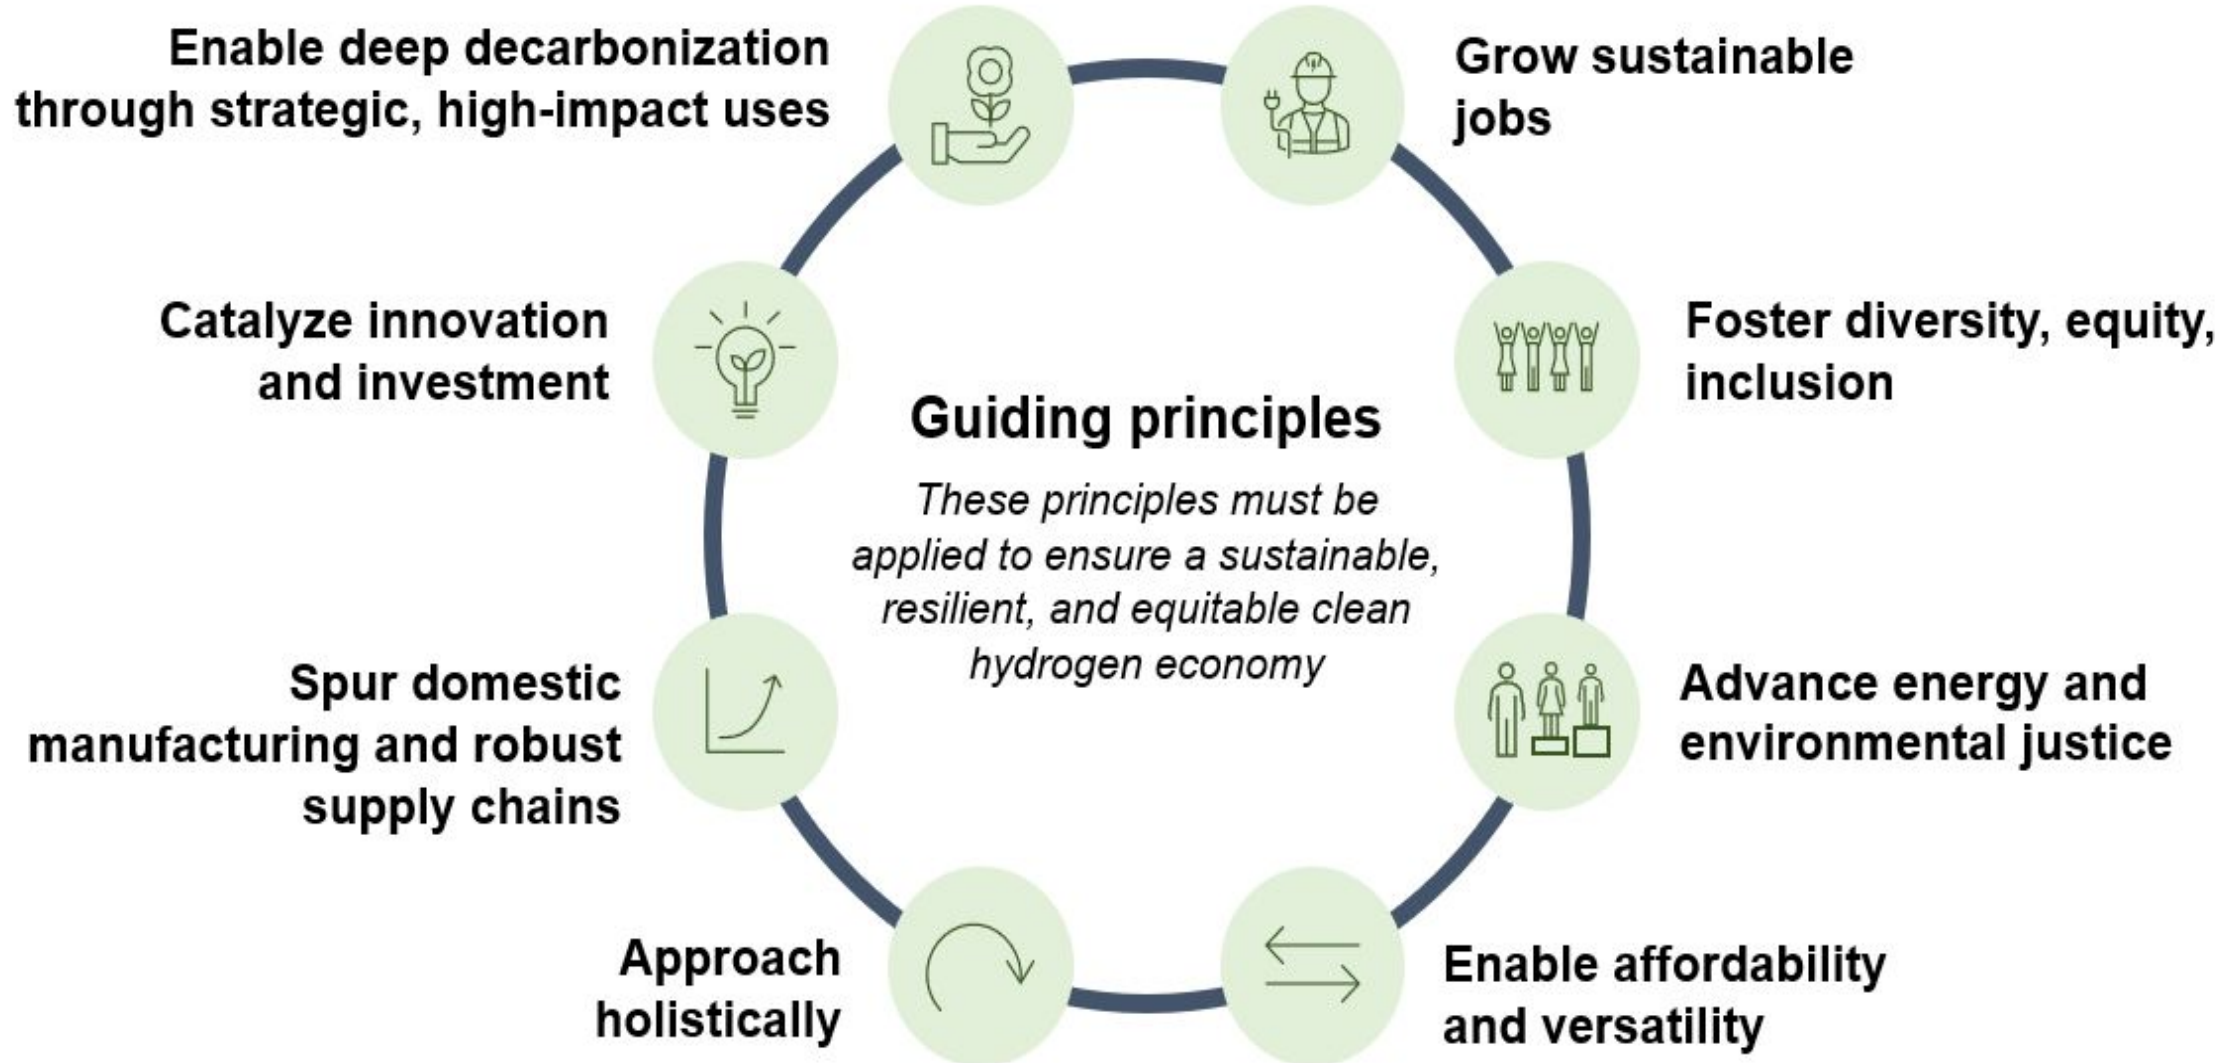 Enable deep decarbonization
through strategic, high-impact uses
Grow sustainable
jobs
Catalyze innovation
and investment
Foster diversity, equity,
inclusion
Guiding principles
These principles must be
applied to ensure a sustainable,
resilient, and equitable clean
hydrogen economy
Spur domestic
manufacturing and robust
supply chains
Advance energy and
environmental justice
Approach
holistically
Enable affordability
and versatility